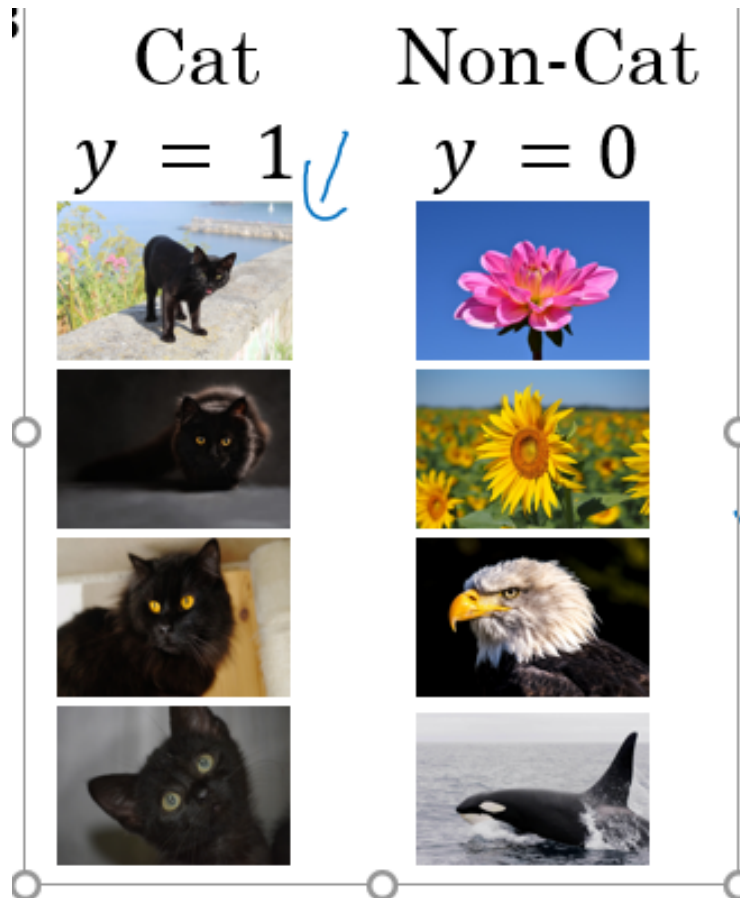 Cat Non-Cat
y = 1 y = 0